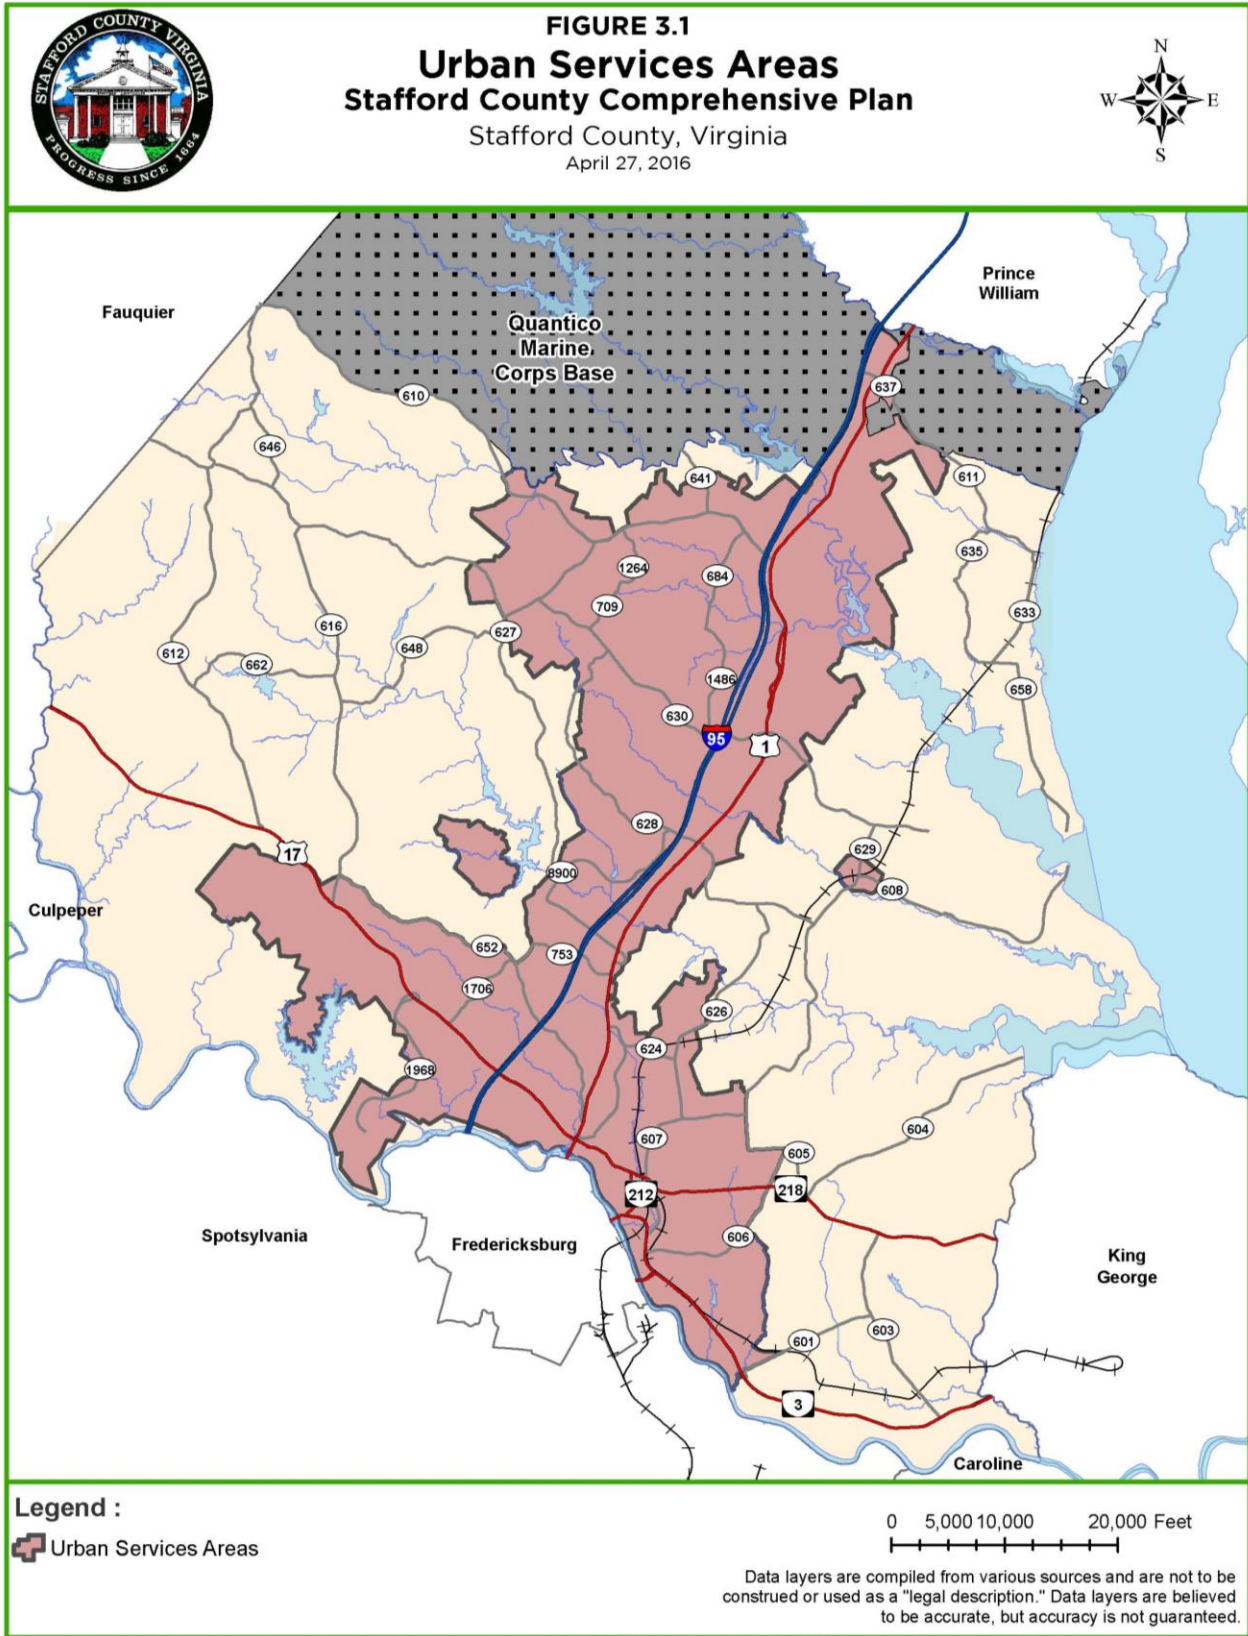 STAFFORD COUNTY VIRGINIA
PROGRESS SINCE 1664
FIGURE 3.1
Urban Services Areas
Stafford County Comprehensive Plan
Stafford County, Virginia
April 27, 2016
N
W
E
S
Prince
William
Fauquier
Quantico
Marine
Corps Base
637
610
646
641
611
635
1264
684
709
633
616
627
612
648
662
1486
658
630
95
1
628
629
17
8900
608
Culpeper
652
753
1706
626
624
1968
604
607
605
212
218
606
Spotsylvania
Fredericksburg
King
George
603
601
3
Caroline
Legend :
Urban Services Areas
0 5,000 10,000 20,000 Feet
Data layers are compiled from various sources and are not to be
construed or used as a "legal description." Data layers are believed
to be accurate, but accuracy is not guaranteed.